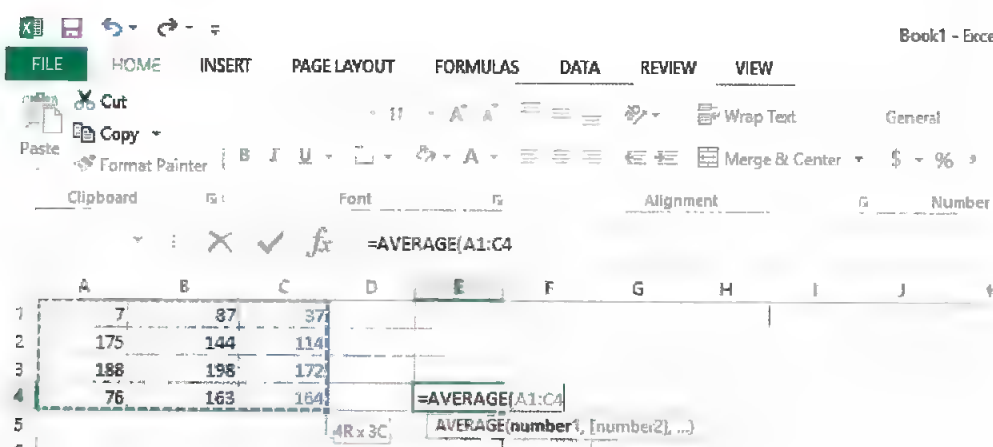 Book1 - Exce
FILE HOME INSERT PAGE LAYOUT FORMULAS DATA REVIEW VIEW
Cut
Copy
Paste
Format Painter
11 A A Wrap Text General
B I U A Merge & Center $ %
Clipboard Font Alignment Number
fx =AVERAGE(A1:C4
A B C D E F G H I J
1 7 87 37
2 175 144 114
3 188 198 172
4 76 163 164 =AVERAGE(A1:C4
5 4R x 3C AVERAGE(number1, [number2], ...)